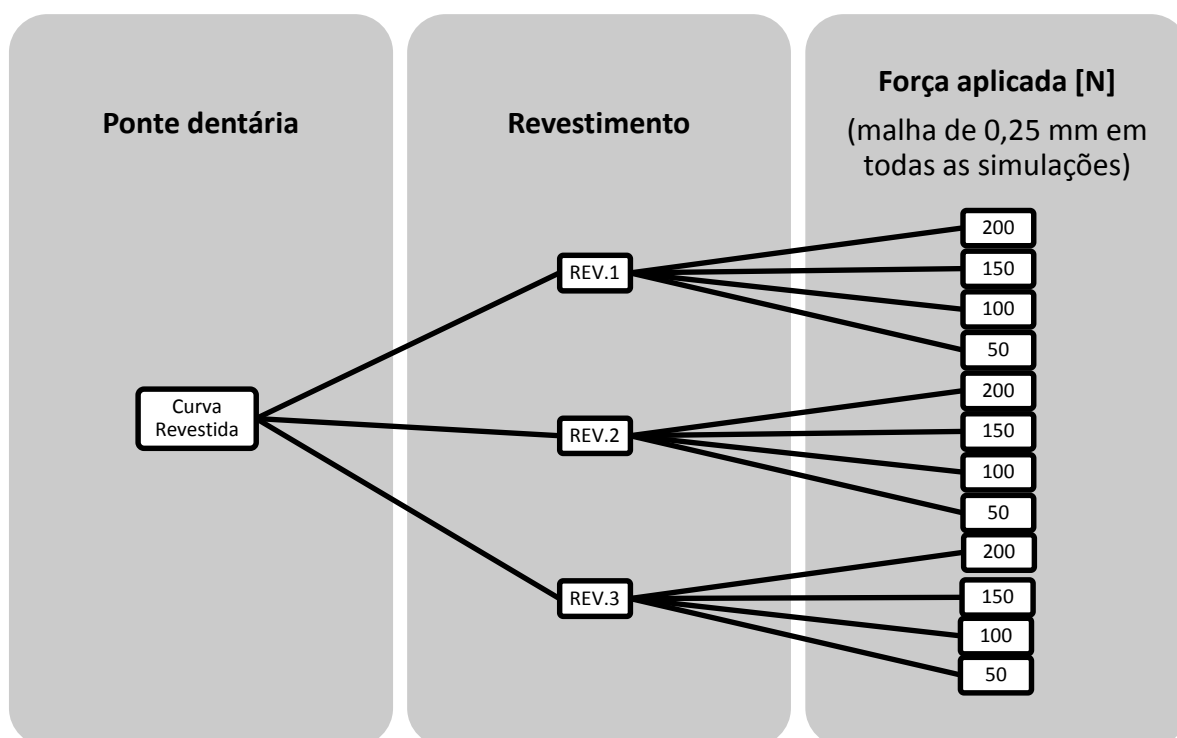 Ponte dentária
Revestimento
Força aplicada [N]
(malha de 0,25 mm em
todas as simulações)
Curva
Revestida
REV.1
200
150
100
50
REV.2
200
150
100
50
REV.3
200
150
100
50